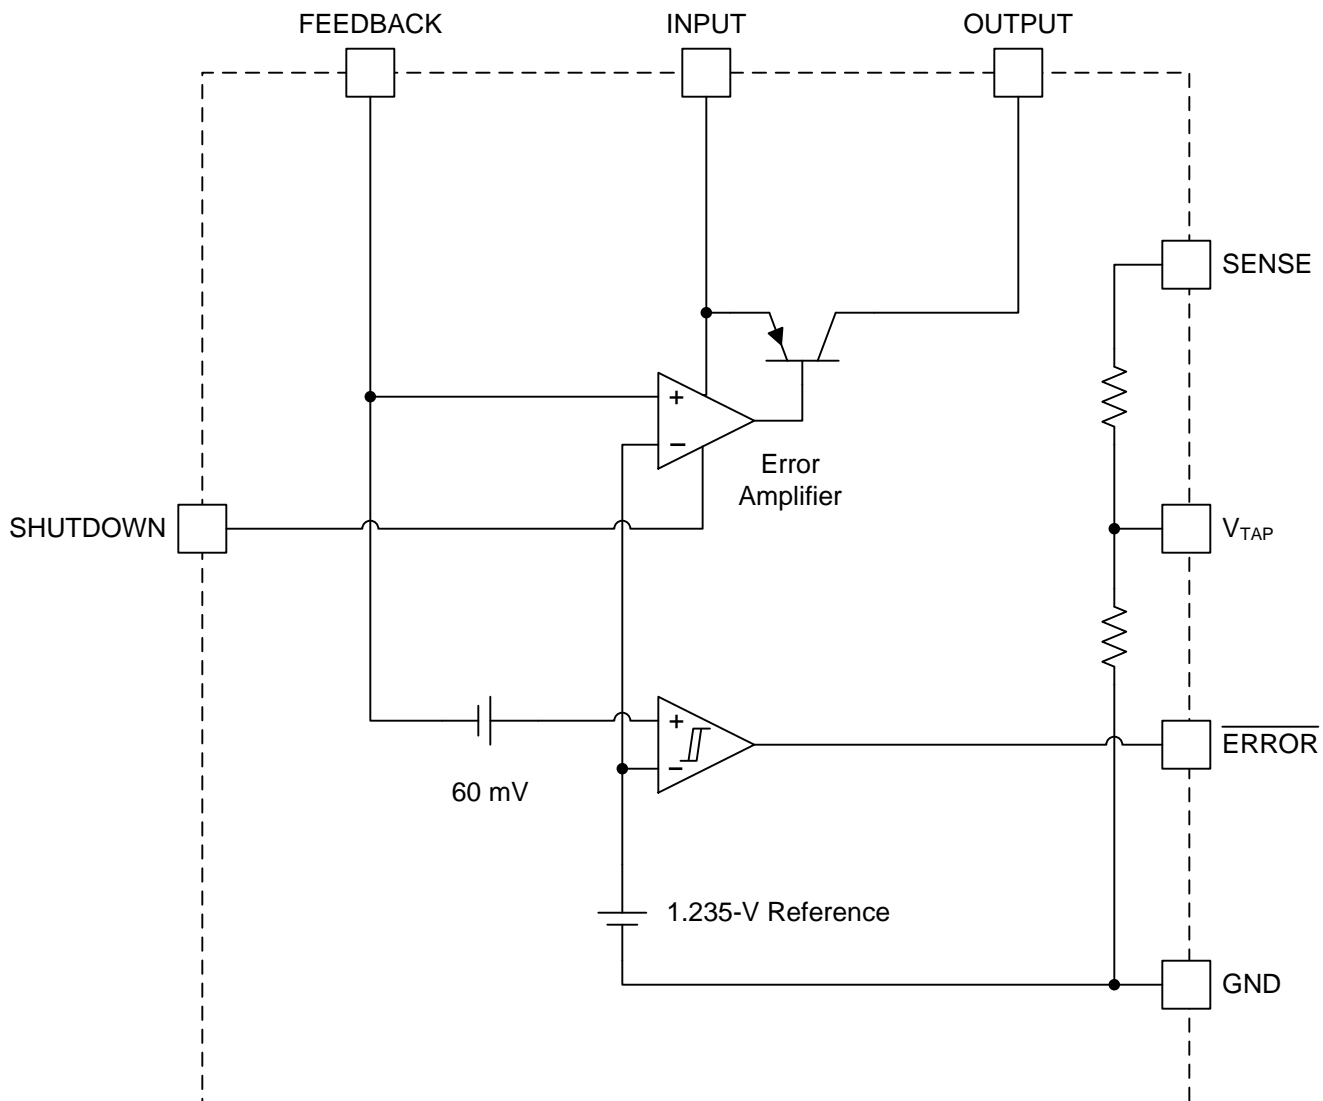 FEEDBACK
INPUT
OUTPUT
SENSE
+
−
Error
Amplifier
SHUTDOWN
VTAP
+
−
ERROR
60 mV
1.235-V Reference
GND